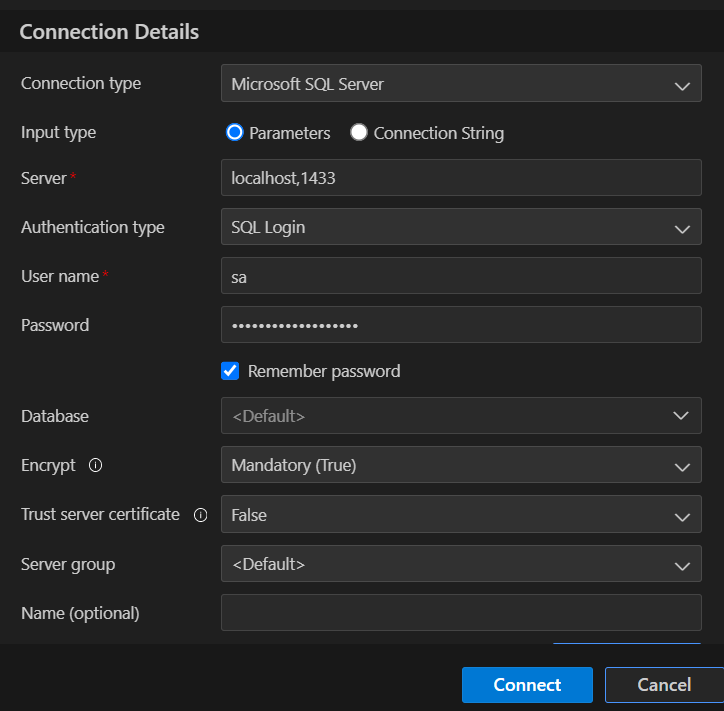 Connection Details
Connection type Microsoft SQL Server
Input type Parameters Connection String
Server* localhost,1433
Authentication type SQL Login
User name* sa
Password •••••••••••••••••••
Remember password
Database <Default>
Encrypt Mandatory (True)
Trust server certificate False
Server group <Default>
Name (optional)
Connect Cancel